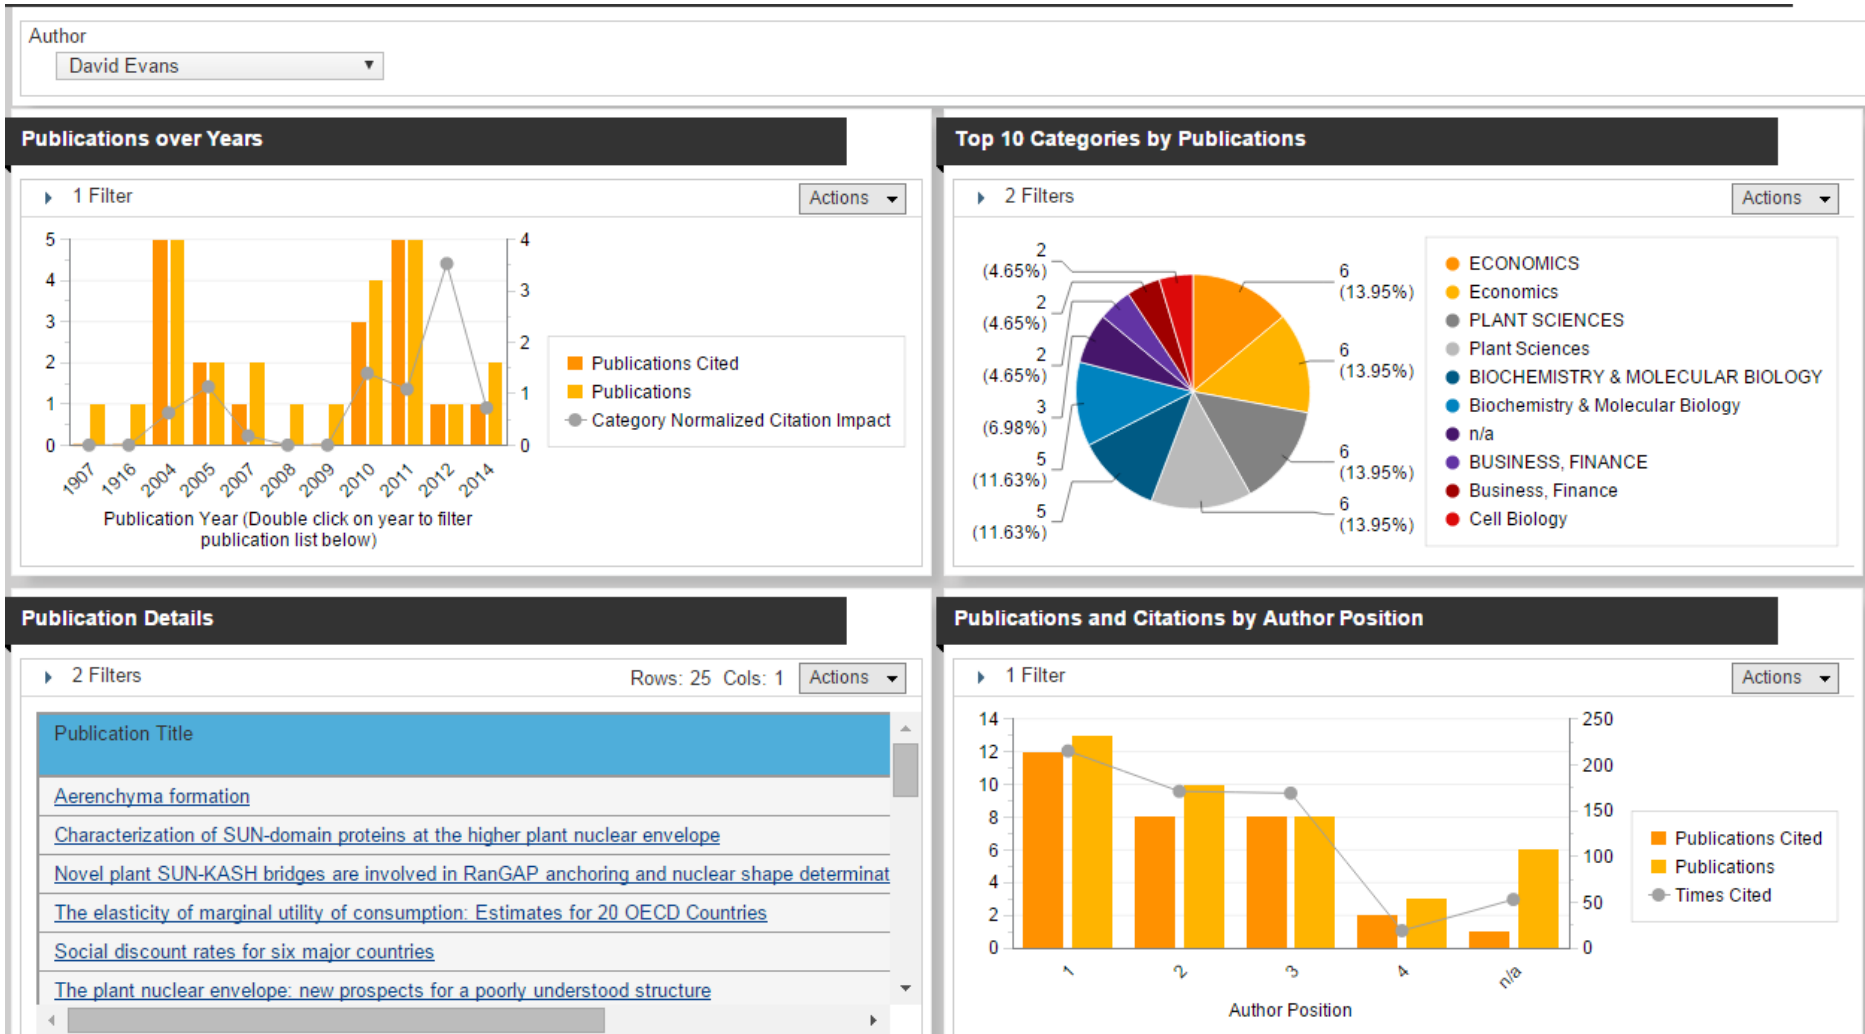 Author
David Evans
Publications over Years
1 Filter
Actions
5
4
3
2
1
0
4
3
2
1
0
1907
1916
2004
2005
2007
2008
2009
2010
2011
2012
2014
Publication Year (Double click on year to filter
publication list below)
Publications Cited
Publications
Category Normalized Citation Impact
Top 10 Categories by Publications
2 Filters
Actions
2
(4.65%)
2
(4.65%)
2
(4.65%)
3
(6.98%)
5
(11.63%)
5
(11.63%)
6
(13.95%)
6
(13.95%)
6
(13.95%)
6
(13.95%)
ECONOMICS
Economics
PLANT SCIENCES
Plant Sciences
BIOCHEMISTRY & MOLECULAR BIOLOGY
Biochemistry & Molecular Biology
n/a
BUSINESS, FINANCE
Business, Finance
Cell Biology
Publication Details
2 Filters
Rows: 25 Cols: 1
Actions
Publication Title
Aerenchyma formation
Characterization of SUN-domain proteins at the higher plant nuclear envelope
Novel plant SUN-KASH bridges are involved in RanGAP anchoring and nuclear shape determinat
The elasticity of marginal utility of consumption: Estimates for 20 OECD Countries
Social discount rates for six major countries
The plant nuclear envelope: new prospects for a poorly understood structure
Publications and Citations by Author Position
1 Filter
Actions
14
12
10
8
6
4
2
0
250
200
150
100
50
0
1
2
3
4
n/a
Author Position
Publications Cited
Publications
Times Cited